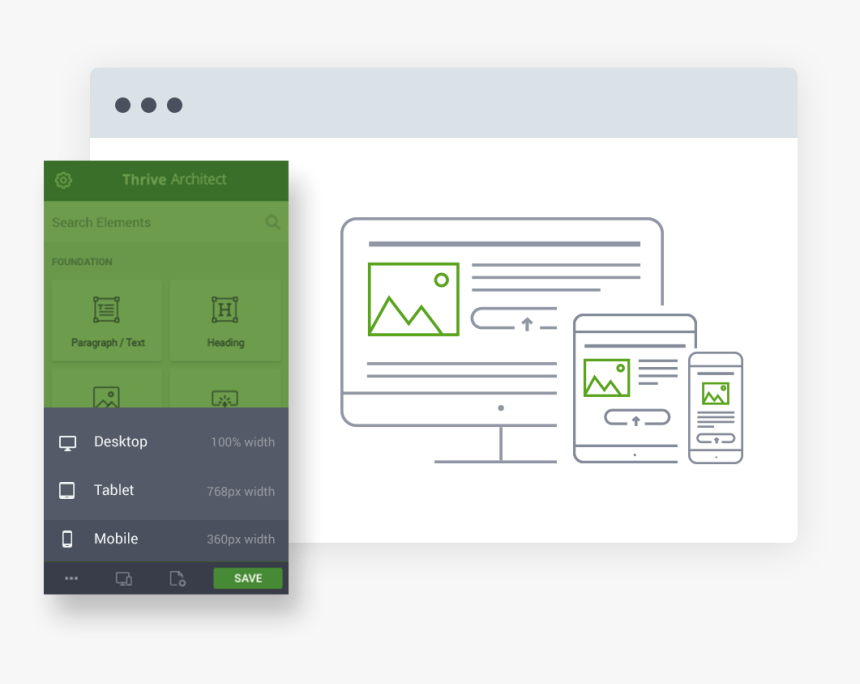 Thrive Architect
Search Elements
FOUNDATION
Paragraph / Text
Heading
Desktop 100% width
Tablet 768px width
Mobile 360px width
SAVE